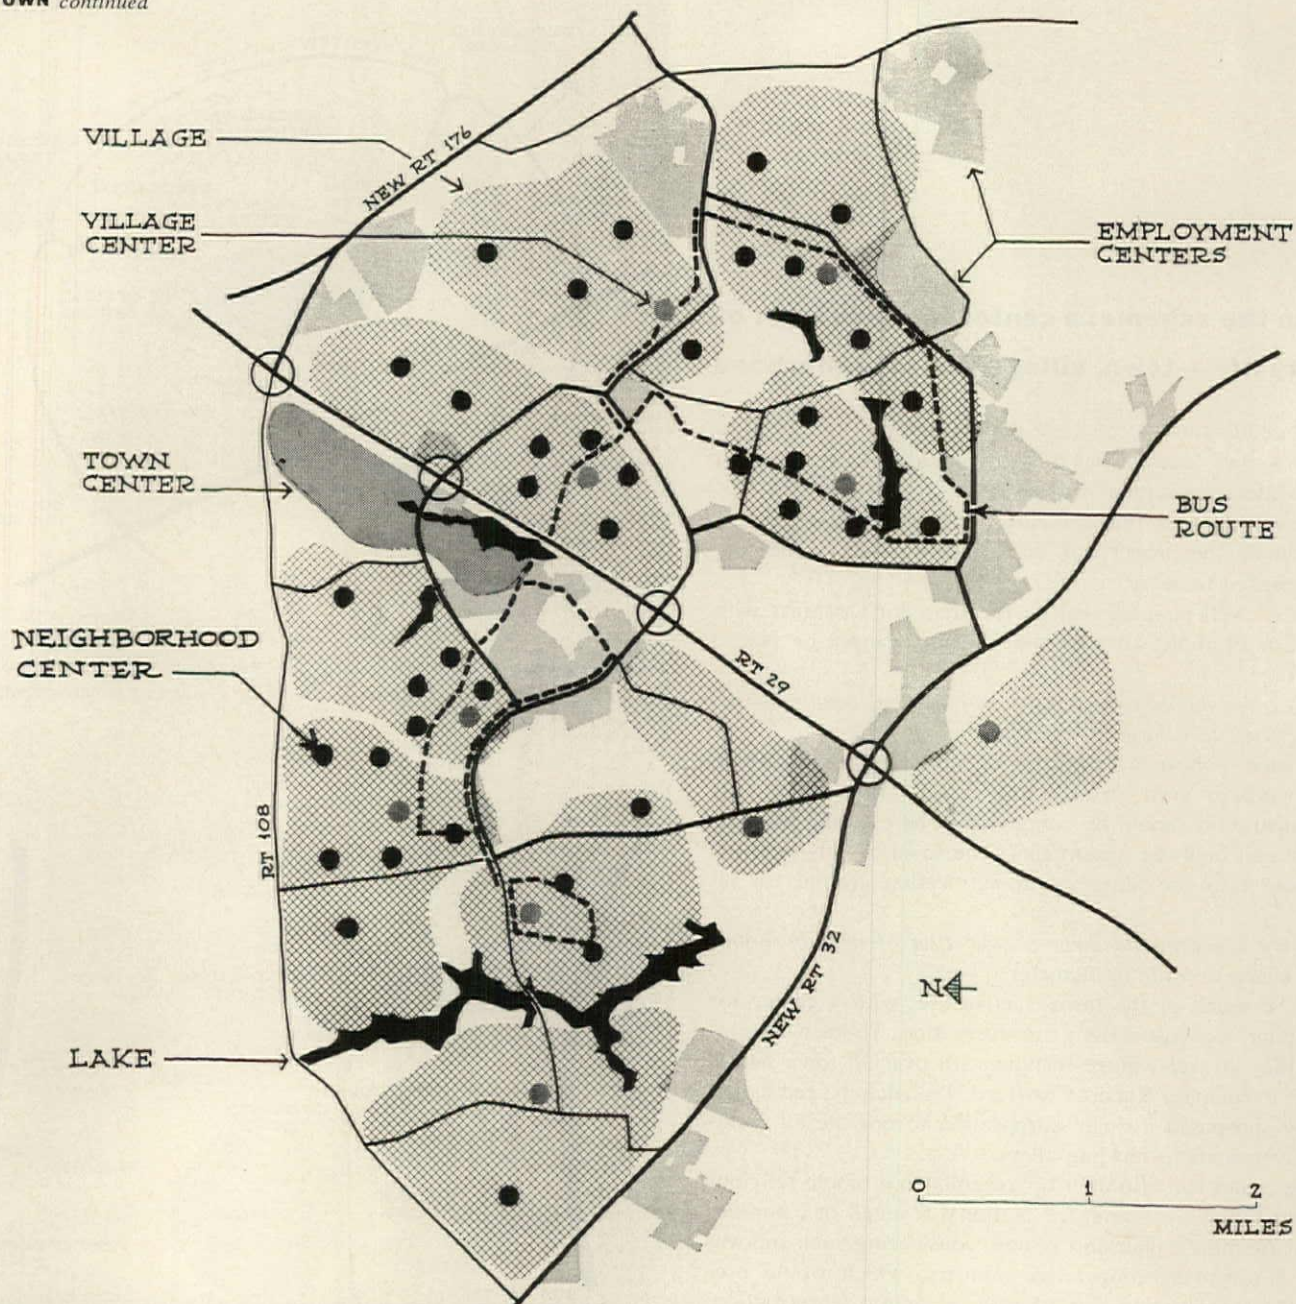 OWN continued
VILLAGE
NEW RT 176
VILLAGE
CENTER
EMPLOYMENT
CENTERS
TOWN
CENTER
BUS
ROUTE
NEIGHBORHOOD
CENTER
RT 29
RT 108
NEW RT 32
N
LAKE
0 1 2
MILES